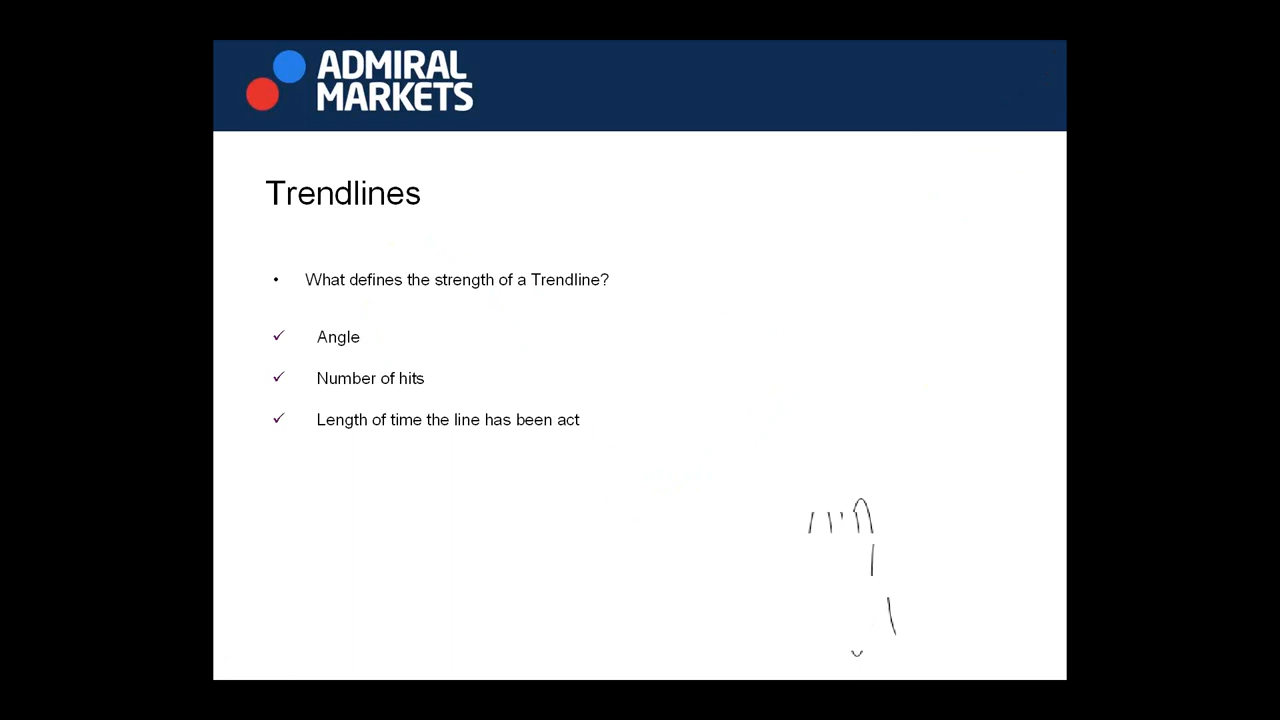 ADMIRAL
MARKETS
Trendlines
• What defines the strength of a Trendline?
✓ Angle
✓ Number of hits
✓ Length of time the line has been act